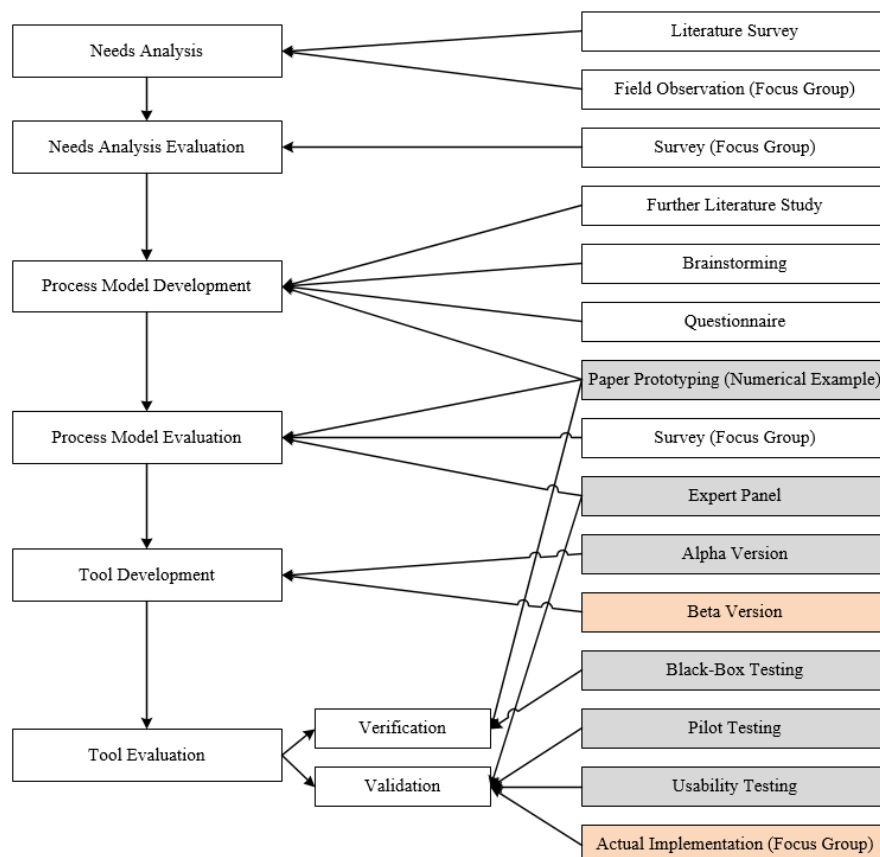 Literature Survey
Needs Analysis
Field Observation (Focus Group)
Needs Analysis Evaluation
Survey (Focus Group)
Further Literature Study
Brainstorming
Process Model Development
Questionnaire
Paper Prototyping (Numerical Example)
Process Model Evaluation
Survey (Focus Group)
Expert Panel
Alpha Version
Tool Development
Beta Version
Black-Box Testing
Verification
Pilot Testing
Tool Evaluation
Validation
Usability Testing
Actual Implementation (Focus Group)